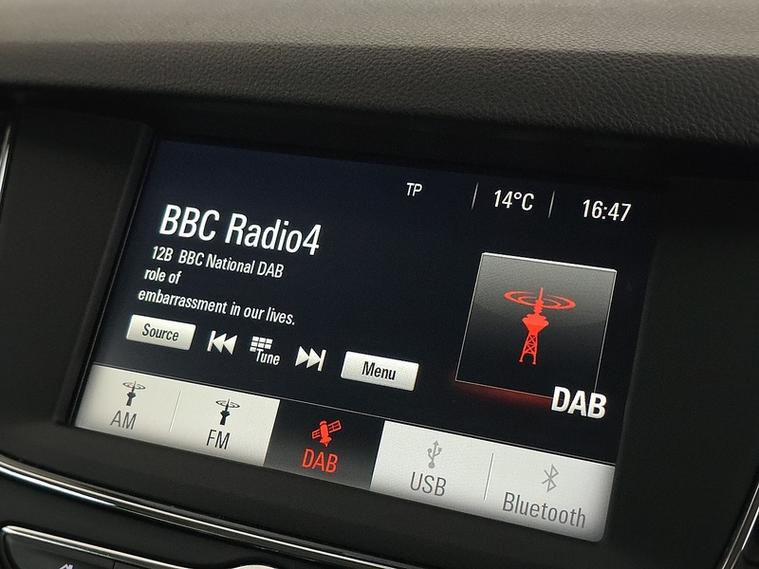 TP 14°C 16:47
BBC Radio4
12B BBC National DAB
role of
embarrassment in our lives.
Source Tune Menu
DAB
AM FM DAB USB Bluetooth